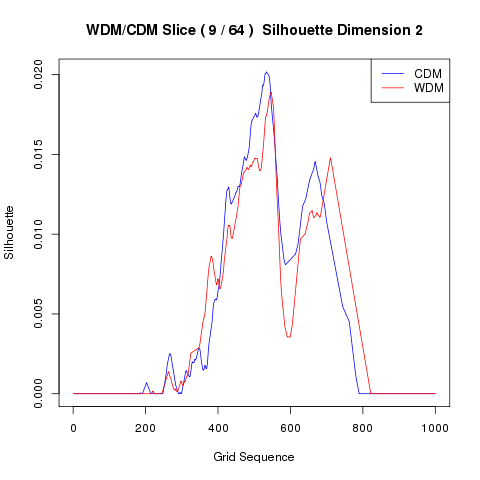 WDM/CDM Slice ( 9 / 64 )  Silhouette Dimension 2
CDM
WDM
Silhouette
0.020
0.015
0.010
0.005
0.000
0 200 400 600 800 1000
Grid Sequence